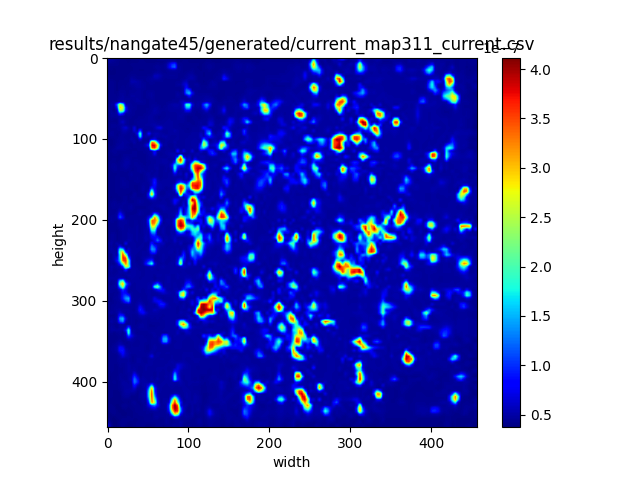 results/nangate45/generated/current_map311_current.csv
1e−7
0
100
200
300
400
height
0 100 200 300 400
width
4.0
3.5
3.0
2.5
2.0
1.5
1.0
0.5